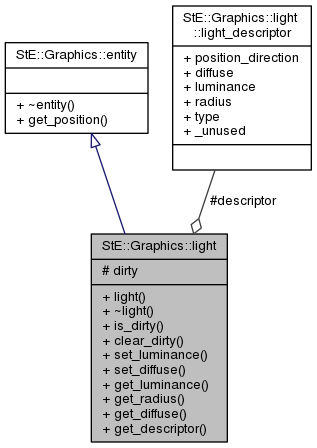 StE::Graphics::entity
+ ~entity()
+ get_position()
StE::Graphics::light
::light_descriptor
+ position_direction
+ diffuse
+ luminance
+ radius
+ type
+ _unused
#descriptor
StE::Graphics::light
# dirty
+ light()
+ ~light()
+ is_dirty()
+ clear_dirty()
+ set_luminance()
+ set_diffuse()
+ get_luminance()
+ get_radius()
+ get_diffuse()
+ get_descriptor()